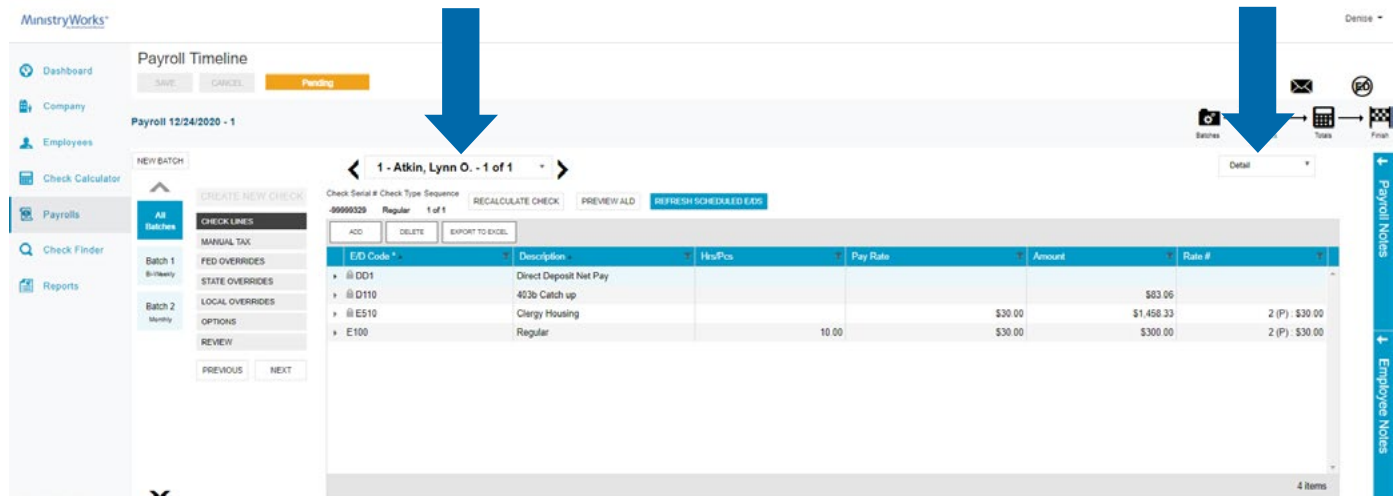 MinistryWorks
Denise
Dashboard
Company
Employees
Check Calculator
Payrolls
Check Finder
Reports
Payroll Timeline
SAVE CANCEL Pending
Payroll 12/24/2020 - 1
Batches Totals Finish
NEW BATCH
All Batches
Batch 1
Bi-Weekly
Batch 2
Monthly
CREATE NEW CHECK
CHECK LINES
MANUAL TAX
FED OVERRIDES
STATE OVERRIDES
LOCAL OVERRIDES
OPTIONS
REVIEW
PREVIOUS NEXT
1 - Atkin, Lynn O. - 1 of 1
Detail
Check Serial # Check Type Sequence
-99999329 Regular 1 of 1
RECALCULATE CHECK PREVIEW ALD REFRESH SCHEDULED E/DS
ADD DELETE EXPORT TO EXCEL
E/D Code * Description Hrs/Pcs Pay Rate Amount Rate #
DD1 Direct Deposit Net Pay
D110 403b Catch up $83.06
E510 Clergy Housing $30.00 $1,458.33 2 (P) : $30.00
E100 Regular 10.00 $30.00 $300.00 2 (P) : $30.00
4 items
Payroll Notes
Employee Notes